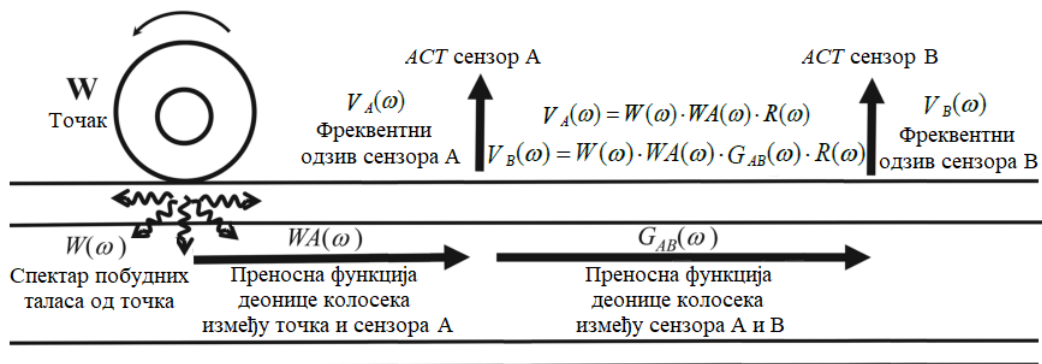 W
Точак
ACT сензор А
V_A(ω)
Фреквентни
одзив сензора А
V_A(ω) = W(ω)·WA(ω)·R(ω)
V_B(ω) = W(ω)·WA(ω)·G_AB(ω)·R(ω)
ACT сензор В
V_B(ω)
Фреквентни
одзив сензора В
W(ω)
Спектар побудних
таласа од точка
WA(ω)
Преносна функција
деонице колосека
између точка и сензора А
G_AB(ω)
Преносна функција
деонице колосека
између сензора А и В